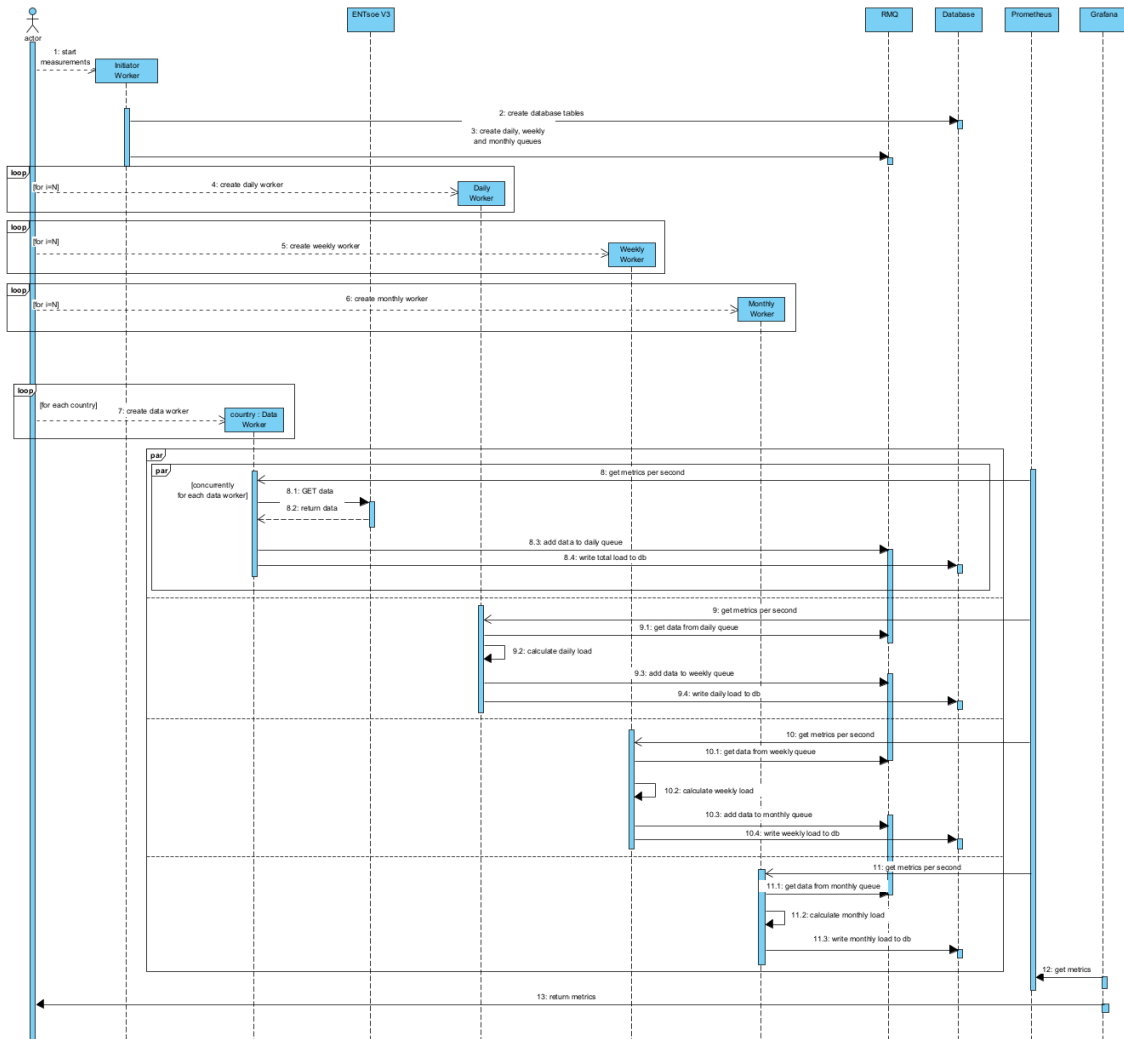 ENTsoe V3
RMQ
Database
Prometheus
Grafana
actor
1: start
measurements
Initiator
Worker
2: create database tables
3: create daily, weekly
and monthly queues
loop
[for i=N]
4: create daily worker
Daily
Worker
loop
[for i=N]
5: create weekly worker
Weekly
Worker
loop
[for i=N]
6: create monthly worker
Monthly
Worker
loop
[for each country]
7: create data worker
country : Data
Worker
par
par
8: get metrics per second
[concurrently
for each data worker]
8.1: GET data
8.2: return data
8.3: add data to daily queue
8.4: write total load to db
9: get metrics per second
9.1: get data from daily queue
9.2: calculate daily load
9.3: add data to weekly queue
9.4: write daily load to db
10: get metrics per second
10.1: get data from weekly queue
10.2: calculate weekly load
10.3: add data to monthly queue
10.4: write weekly load to db
11: get metrics per second
11.1: get data from monthly queue
11.2: calculate monthly load
11.3: write monthly load to db
12: get metrics
13: return metrics